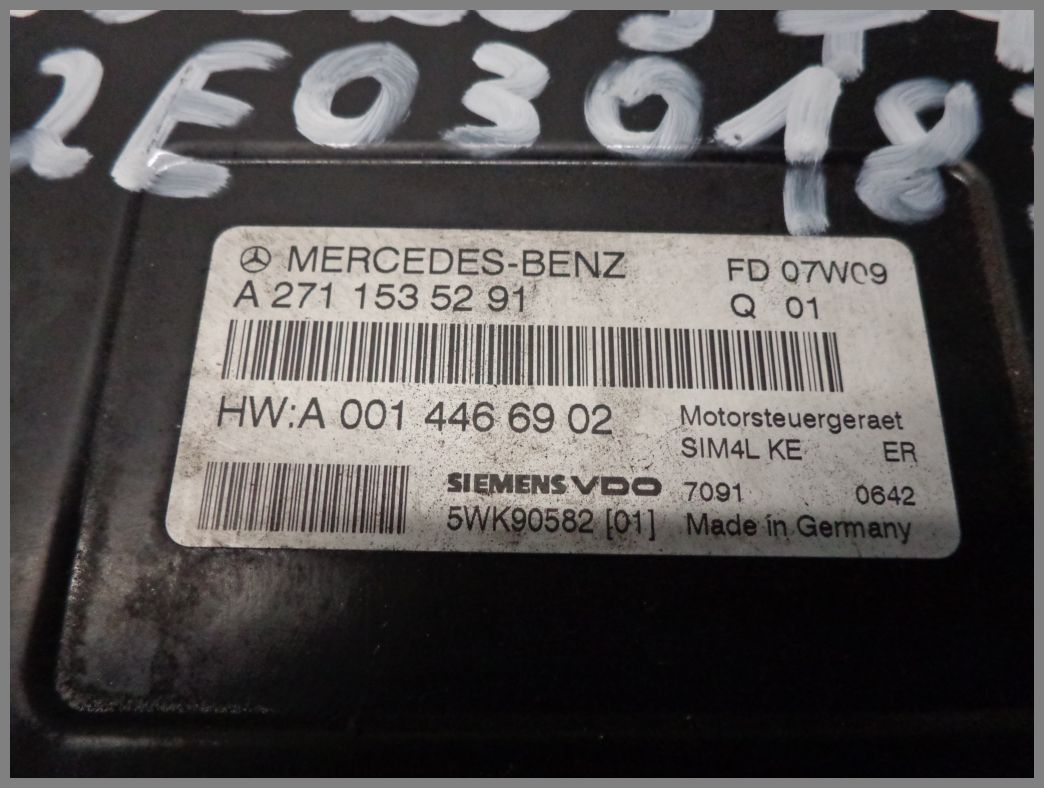 2E03018
MERCEDES-BENZ FD 07W09
A 271 153 52 91 Q 01
HW:A 001 446 69 02 Motorsteuergeraet
SIM4L KE ER
SIEMENS VDO 7091 0642
5WK90582 [01] Made in Germany